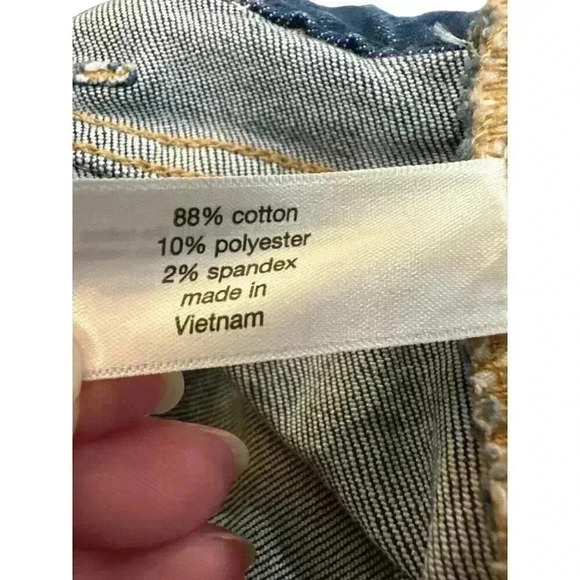 88% cotton
10% polyester
2% spandex
made in
Vietnam